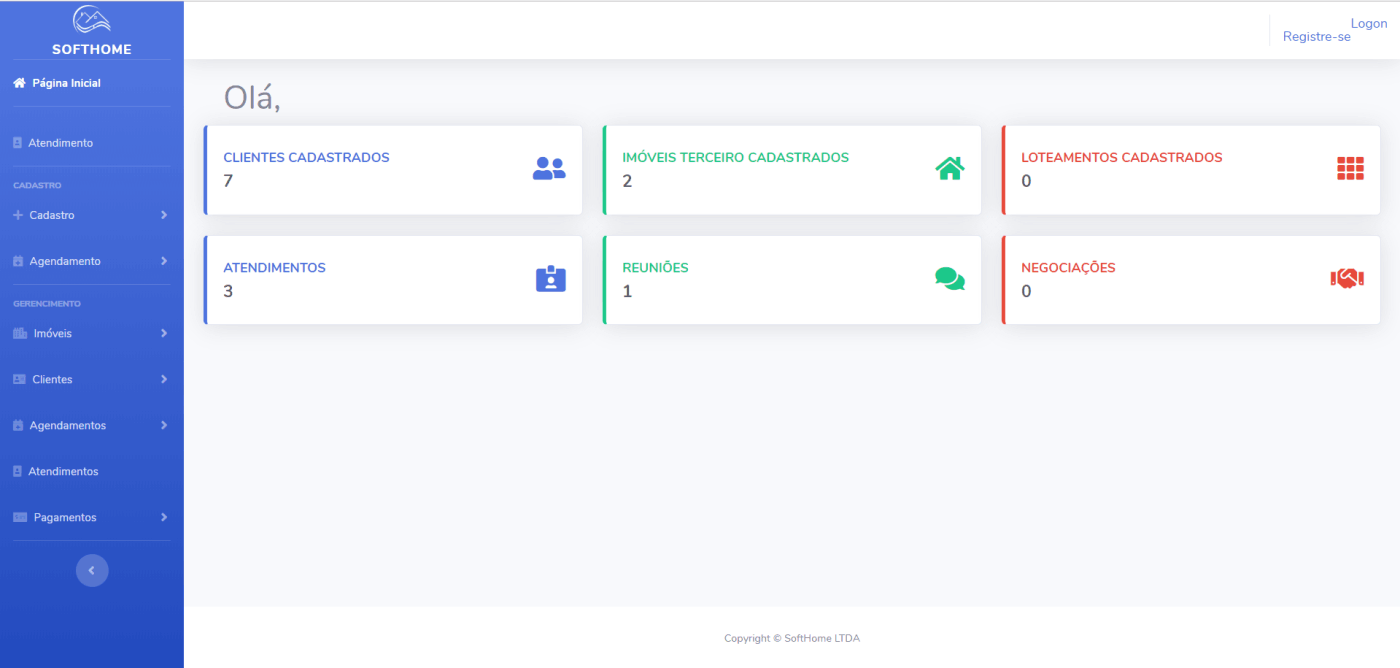 SOFTHOME
Página Inicial
Atendimento
CADASTRO
Cadastro
Agendamento
GERENCIMENTO
Imóveis
Clientes
Agendamentos
Atendimentos
Pagamentos
Logon
Registre-se
Olá,
CLIENTES CADASTRADOS
7
IMÓVEIS TERCEIRO CADASTRADOS
2
LOTEAMENTOS CADASTRADOS
0
ATENDIMENTOS
3
REUNIÕES
1
NEGOCIAÇÕES
0
Copyright © SoftHome LTDA